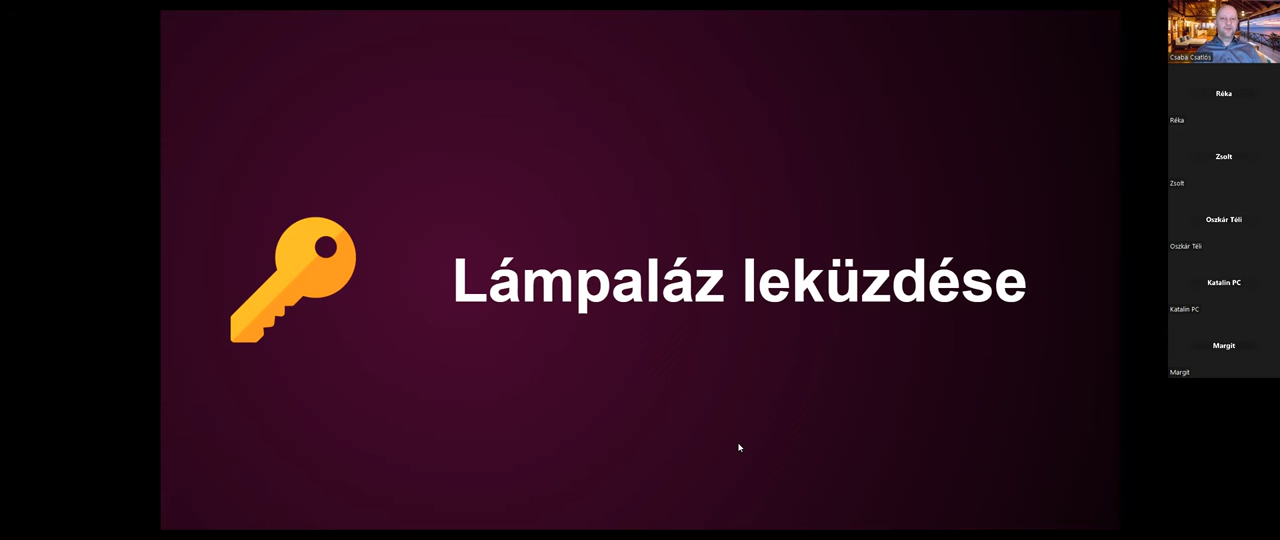 Lámpaláz leküzdése
Csaba Csatlós
Réka
Réka
Zsolt
Zsolt
Oszkár Téli
Oszkár Téli
Katalin PC
Katalin PC
Margit
Margit